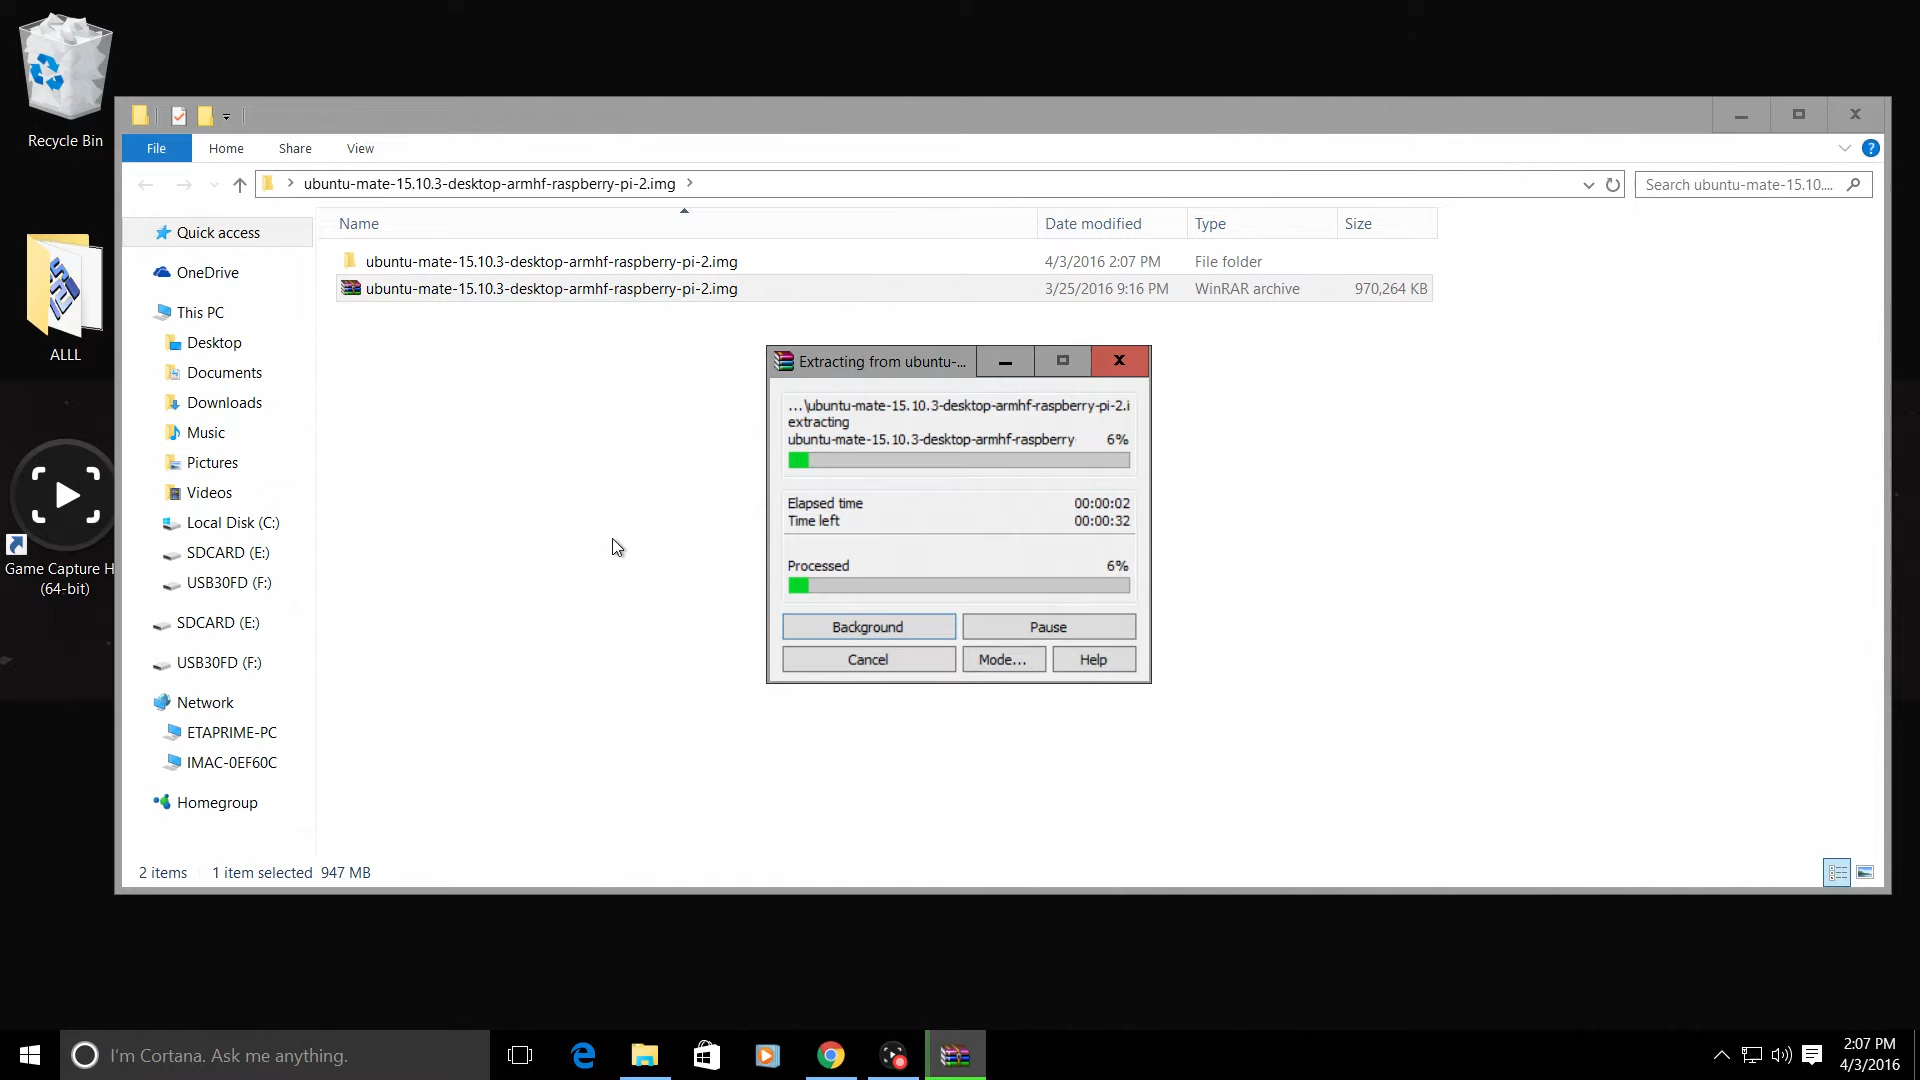 Recycle Bin
ALLL
Game Capture H
(64-bit)
File Home Share View
ubuntu-mate-15.10.3-desktop-armhf-raspberry-pi-2.img
Search ubuntu-mate-15.10....
Name Date modified Type Size
ubuntu-mate-15.10.3-desktop-armhf-raspberry-pi-2.img 4/3/2016 2:07 PM File folder
ubuntu-mate-15.10.3-desktop-armhf-raspberry-pi-2.img 3/25/2016 9:16 PM WinRAR archive 970,264 KB
Quick access
OneDrive
This PC
Desktop
Documents
Downloads
Music
Pictures
Videos
Local Disk (C:)
SDCARD (E:)
USB30FD (F:)
SDCARD (E:)
USB30FD (F:)
Network
ETAPRIME-PC
IMAC-0EF60C
Homegroup
Extracting from ubuntu-...
X
...\ubuntu-mate-15.10.3-desktop-armhf-raspberry-pi-2.i
extracting
ubuntu-mate-15.10.3-desktop-armhf-raspberry 6%
Elapsed time 00:00:02
Time left 00:00:32
Processed 6%
Background Pause
Cancel Mode... Help
2 items 1 item selected 947 MB
I'm Cortana. Ask me anything.
2:07 PM
4/3/2016